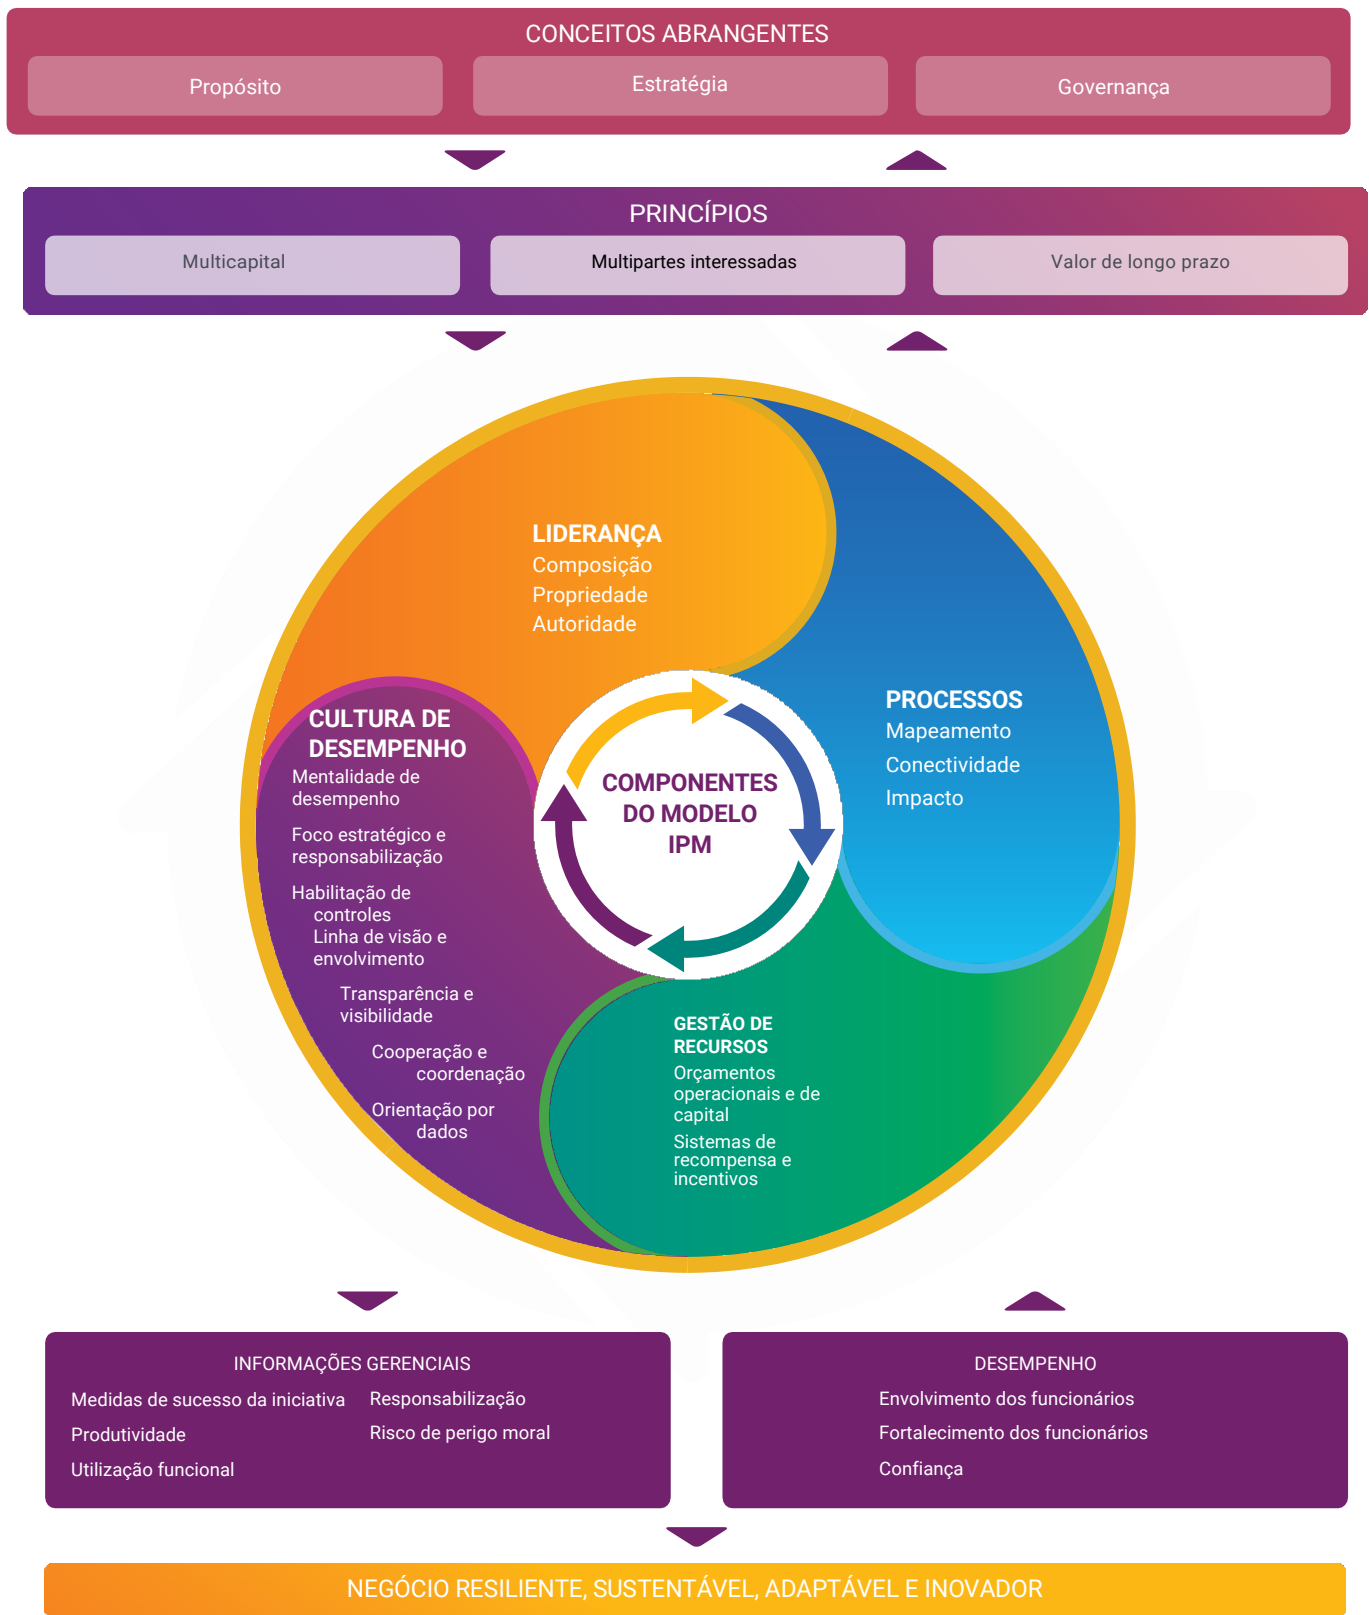 CONCEITOS ABRANGENTES
Propósito
Estratégia
Governança
PRINCÍPIOS
Multicapital
Multipartes interessadas
Valor de longo prazo
LIDERANÇA
Composição
Propriedade
Autoridade
PROCESSOS
Mapeamento
Conectividade
Impacto
COMPONENTES
DO MODELO
IPM
CULTURA DE
DESEMPENHO
Mentalidade de
desempenho
Foco estratégico e
responsabilização
Habilitação de
controles
Linha de visão e
envolvimento
Transparência e
visibilidade
Cooperação e
coordenação
Orientação por
dados
GESTÃO DE
RECURSOS
Orçamentos
operacionais e de
capital
Sistemas de
recompensa e
incentivos
INFORMAÇÕES GERENCIAIS
Medidas de sucesso da iniciativa
Produtividade
Utilização funcional
Responsabilização
Risco de perigo moral
DESEMPENHO
Envolvimento dos funcionários
Fortalecimento dos funcionários
Confiança
NEGÓCIO RESILIENTE, SUSTENTÁVEL, ADAPTÁVEL E INOVADOR